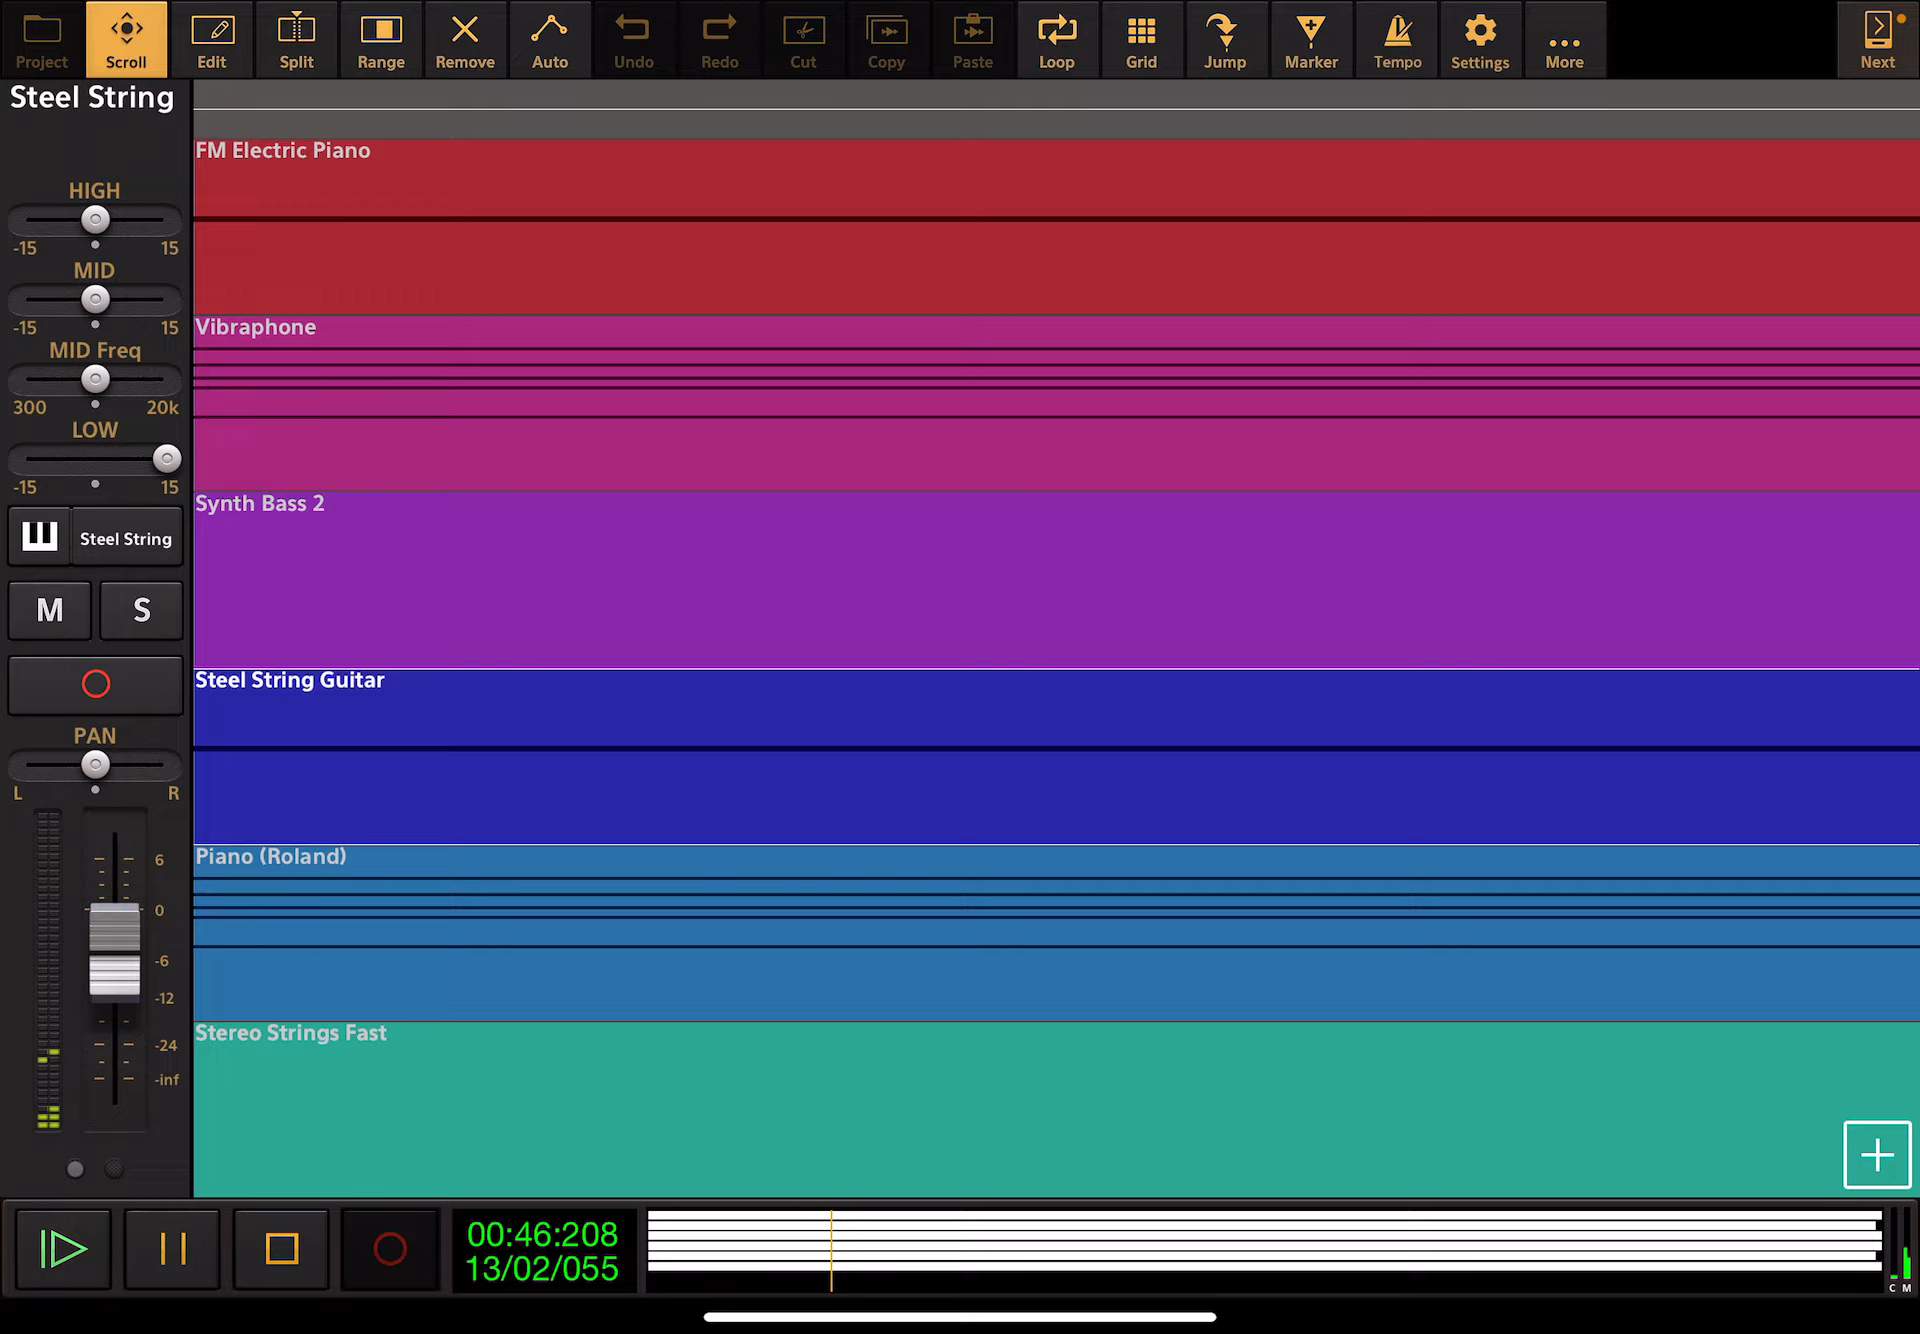 Project Scroll Edit Split Range Remove Auto Undo Redo Cut Copy Paste Loop Grid Jump Marker Tempo Settings More Next
Steel String
HIGH
-15 15
MID
-15 15
MID Freq
300 20k
LOW
-15 15
Steel String
M S
PAN
L R
6
0
-6
-12
-24
-inf
FM Electric Piano
Vibraphone
Synth Bass 2
Steel String Guitar
Piano (Roland)
Stereo Strings Fast
00:46:208
13/02/055
C M